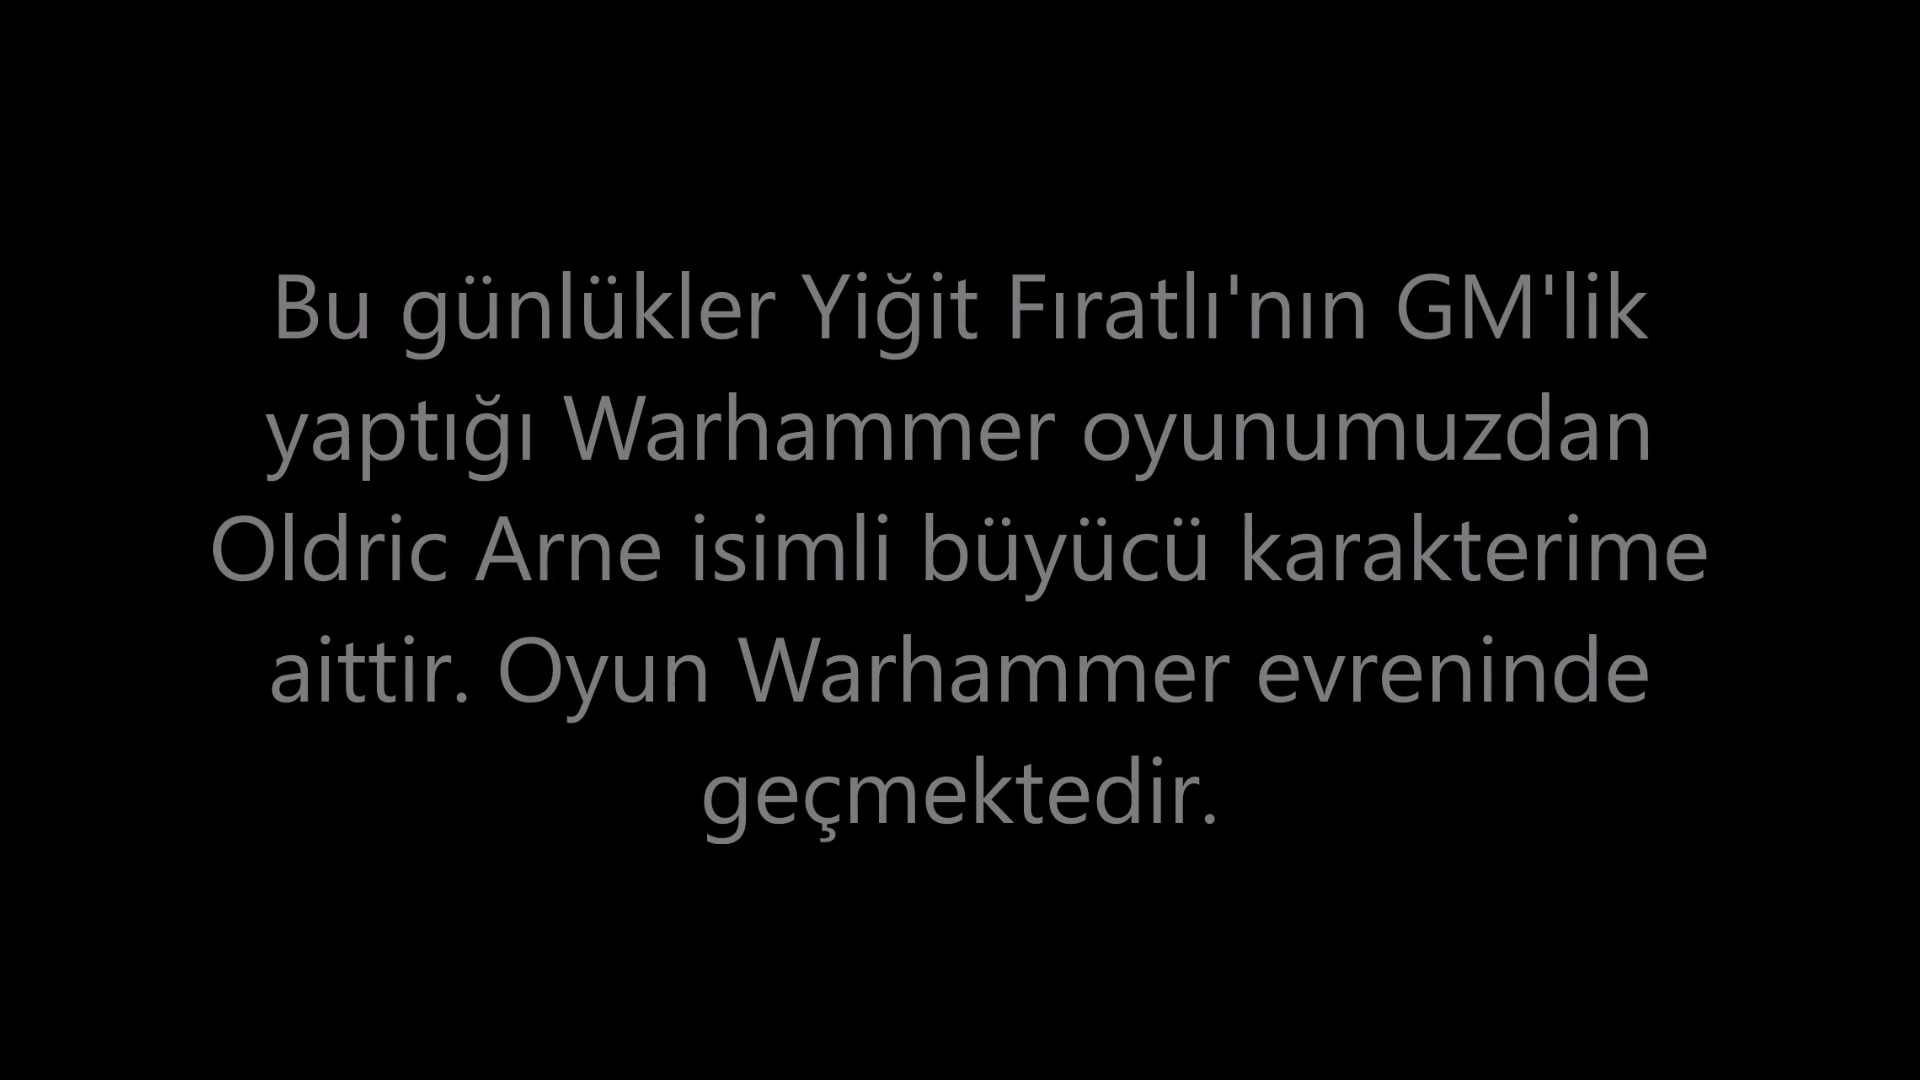 Bu günlükler Yiğit Fıratlı'nın GM'lik
yaptığı Warhammer oyunumuzdan
Oldric Arne isimli büyücü karakterime
aittir. Oyun Warhammer evreninde
geçmektedir.